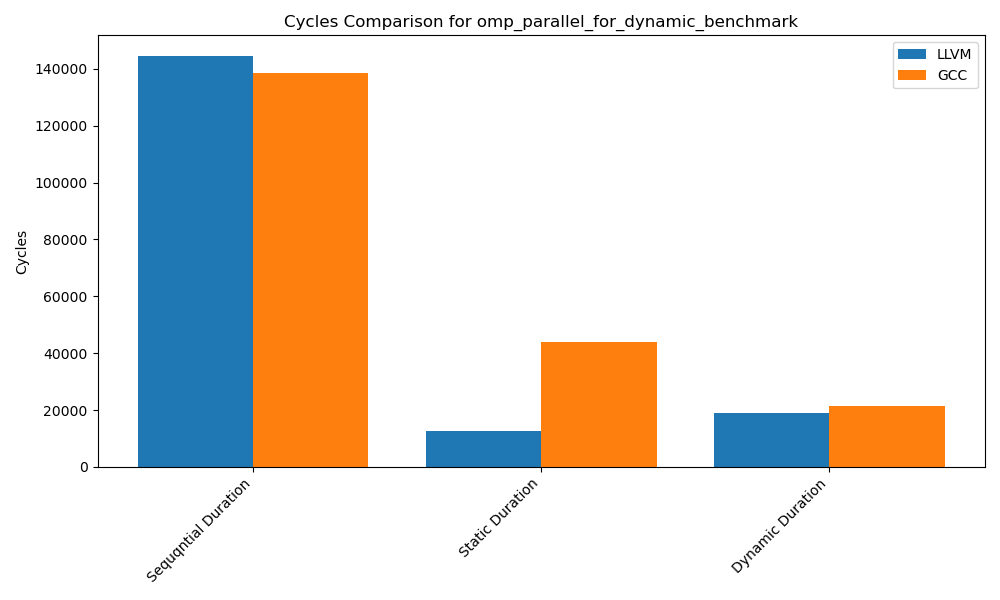 Cycles Comparison for omp_parallel_for_dynamic_benchmark
LLVM
GCC
140000
120000
100000
80000
60000
40000
20000
0
Cycles
Sequqntial Duration
Static Duration
Dynamic Duration